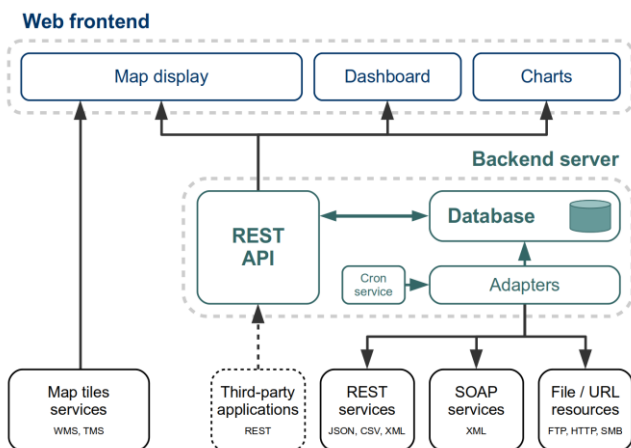 Web frontend
Map display
Dashboard
Charts
Backend server
REST
API
Database
Cron
service
Adapters
Map tiles
services
WMS, TMS
Third-party
applications
REST
REST
services
JSON, CSV, XML
SOAP
services
XML
File / URL
resources
FTP, HTTP, SMB